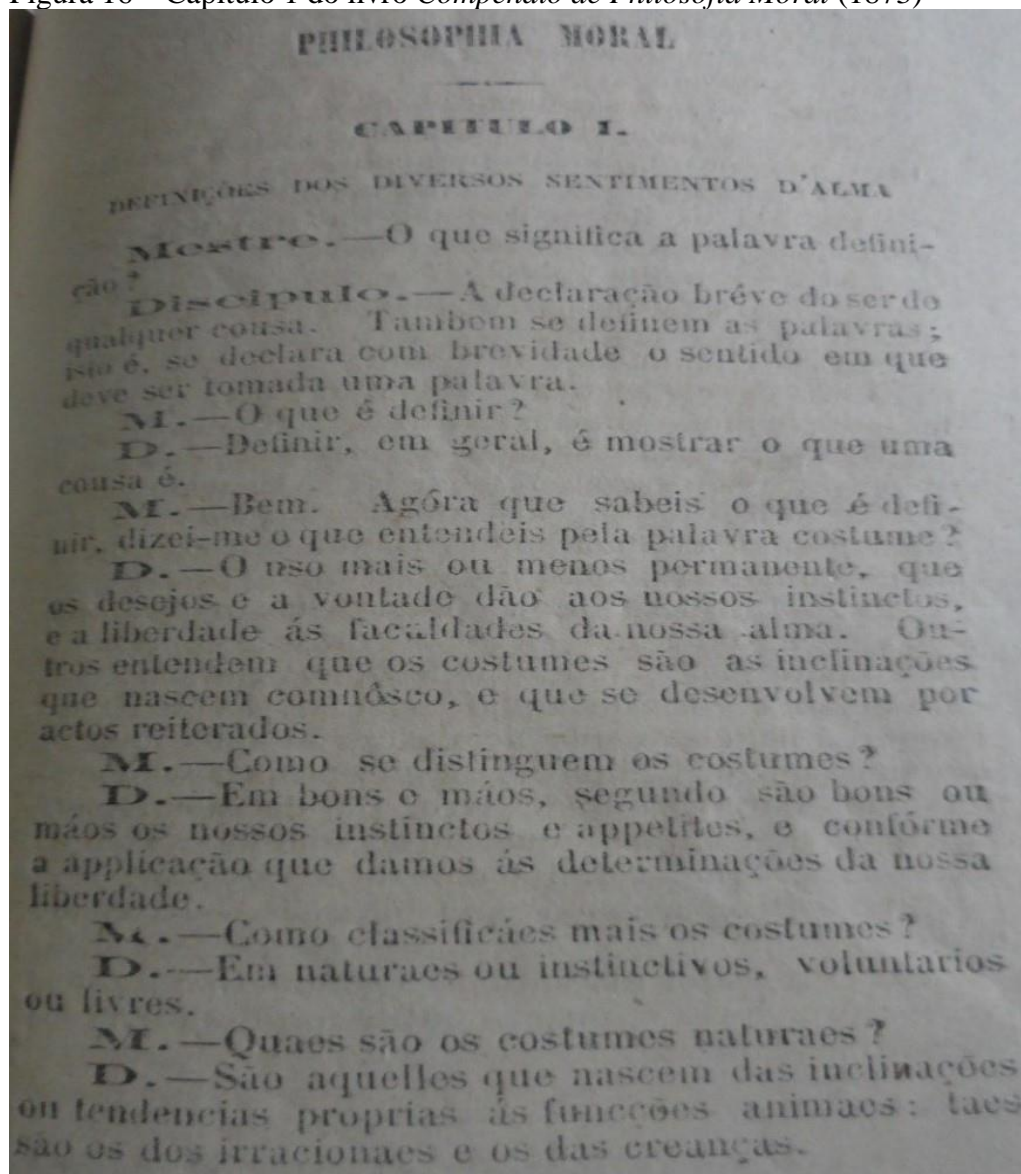 Figura 16 – Capítulo 1 do livro Compendio de Philosofia Moral (1873)
PHILOSOPHIA MORAL
CAPITULO I.
DEFINIÇÕES DOS DIVERSOS SENTIMENTOS D'ALMA
Mestre.—O que significa a palavra defini-
ção?
Discipulo.—A declaração bréve do ser de
qualquer cousa. Tambem se definem as palavras;
isto é, se declara com brevidade o sentido em que
deve ser tomada uma palavra.
M.—O que é definir?
D.—Definir, em geral, é mostrar o que uma
cousa é.
M.—Bem. Agóra que sabeis o que é defi-
nir, dizei-me o que entendeis pela palavra costume?
D.—O uso mais ou menos permanente, que
os desejos e a vontade dão aos nossos instinctos,
e a liberdade ás faculdades da nossa alma. Ou-
tros entendem que os costumes são as inclinações
que nascem comnôsco, e que se desenvolvem por
actos reiterados.
M.—Como se distinguem os costumes?
D.—Em bons e máos, segundo são bons ou
máos os nossos instinctos e appetites, e confórme
a applicação que damos ás determinações da nossa
liberdade.
M.—Como classificáes mais os costumes?
D.—Em naturaes ou instinctivos, voluntarios
ou livres.
M.—Quaes são os costumes naturaes?
D.—São aquelles que nascem das inclinações
ou tendencias proprias ás funcções animaes: taes
são os dos irracionaes e os das creanças.